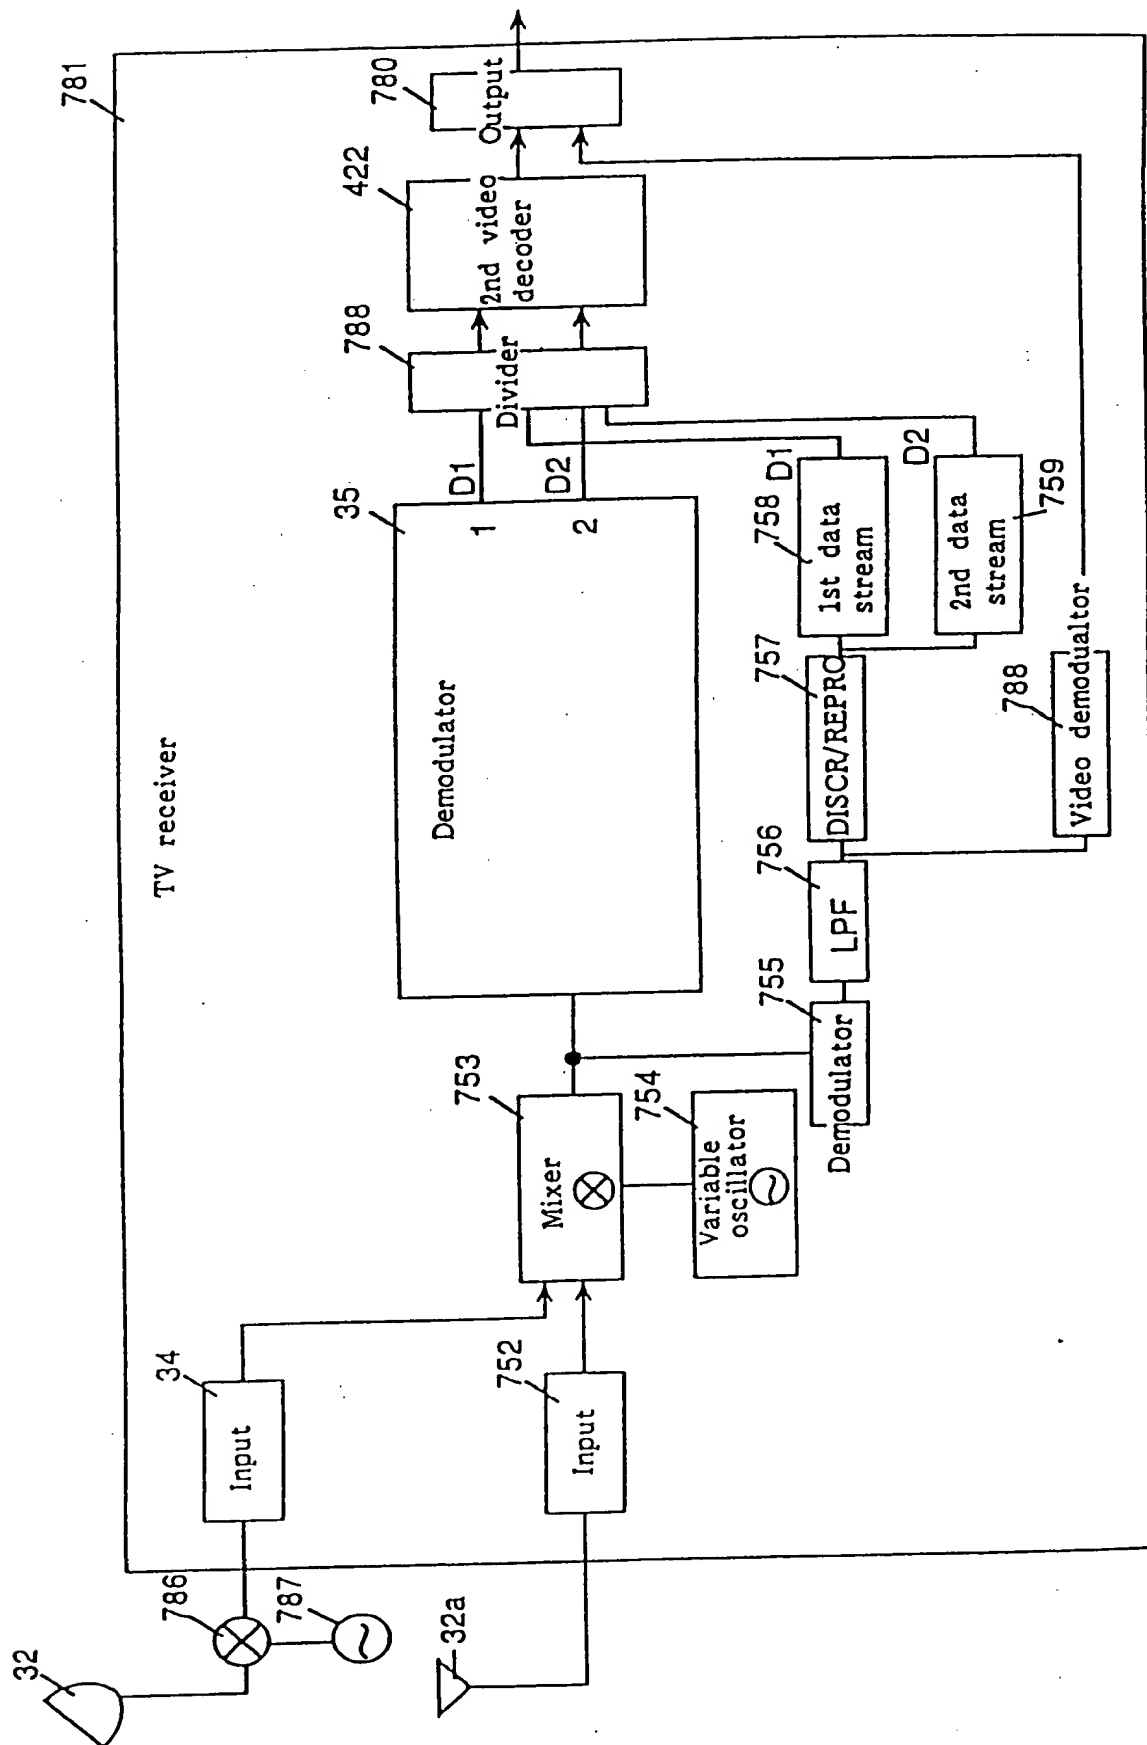 781
TV receiver
32
786
787
34
Input
32a
752
Input
753
Mixer
754
Variable
oscillator
35
Demodulator
1
2
D1
D2
788
Divider
422
2nd video
decoder
780
Output
755
Demodulator
756
LPF
757
DISCR/REPRO
758
1st data
stream
D1
759
2nd data
stream
D2
788
Video demodualtor